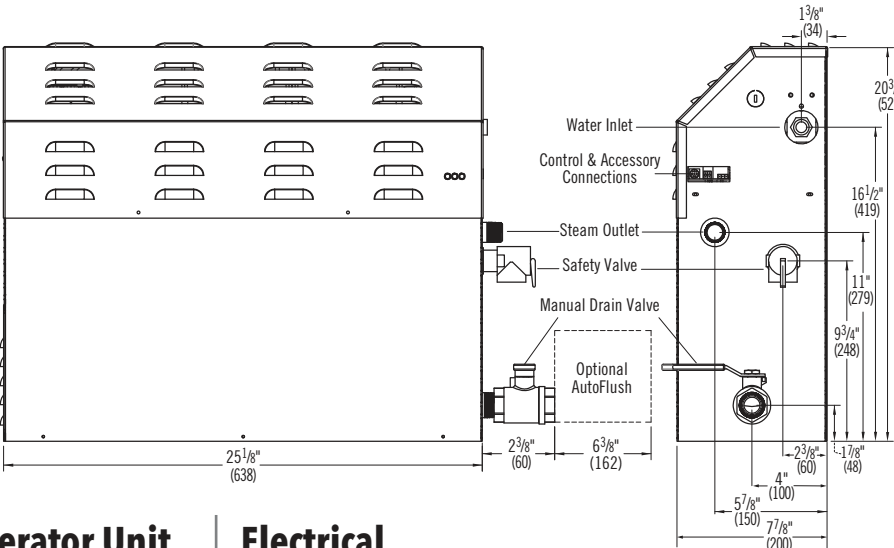 1 3/8"
(34)
20 3/
(52
Water Inlet
Control & Accessory
Connections
16 1/2"
(419)
Steam Outlet
Safety Valve
11"
(279)
Manual Drain Valve
9 3/4"
(248)
Optional
AutoFlush
25 1/8"
(638)
2 3/8"
(60)
6 3/8"
(162)
2 3/8"
(60)
1 7/8"
(48)
4"
(100)
5 7/8"
(150)
7 7/8"
(200)
erator Unit
Electrical